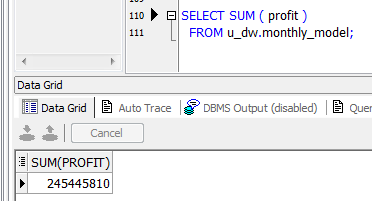 110 SELECT SUM ( profit )
111 FROM u_dw.monthly_model;
Data Grid
Data Grid Auto Trace DBMS Output (disabled) Quer
Cancel
SUM(PROFIT)
245445810